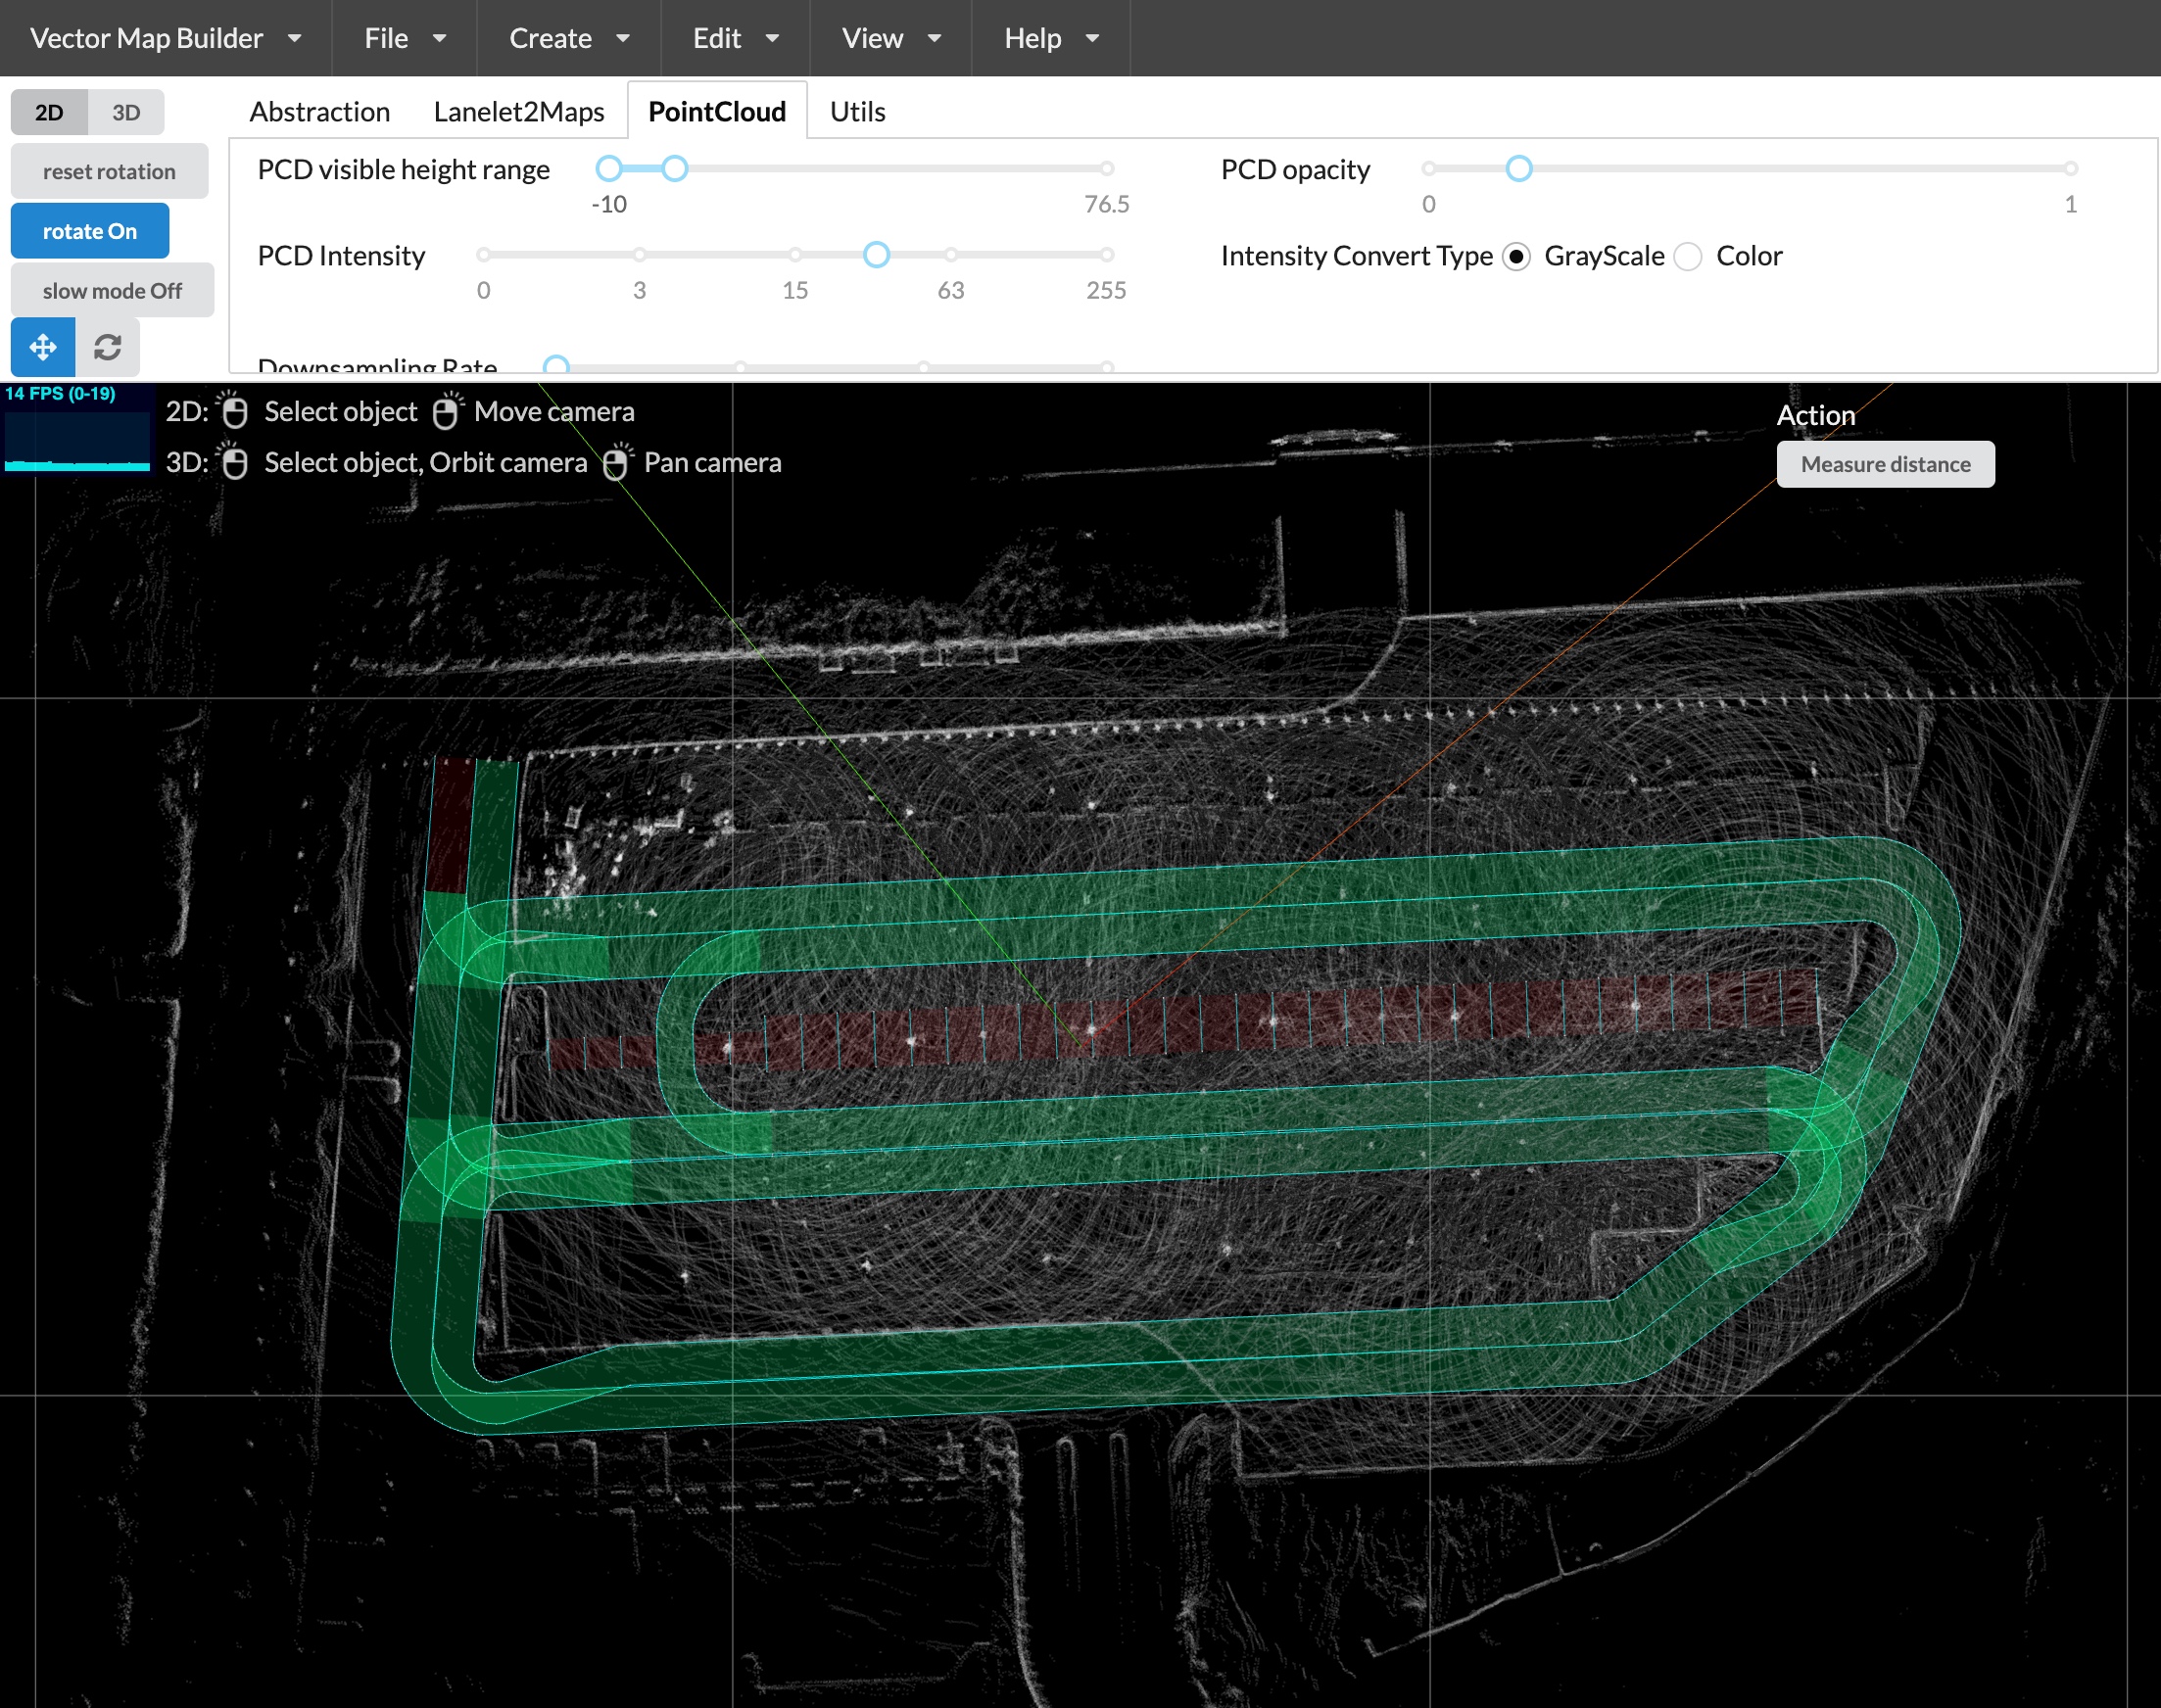 Vector Map Builder File Create Edit View Help
2D 3D Abstraction Lanelet2Maps PointCloud Utils
reset rotation
rotate On
slow mode Off
PCD visible height range
-10 76.5
PCD opacity
0 1
PCD Intensity
0 3 15 63 255
Intensity Convert Type GrayScale Color
Downsampling Rate
14 FPS (0-19)
2D: Select object Move camera
3D: Select object, Orbit camera Pan camera
Action
Measure distance